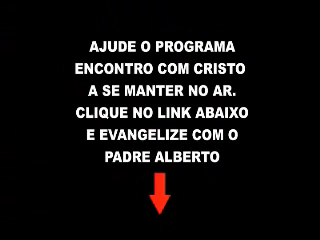 AJUDE O PROGRAMA
ENCONTRO COM CRISTO
A SE MANTER NO AR.
CLIQUE NO LINK ABAIXO
E EVANGELIZE COM O
PADRE ALBERTO